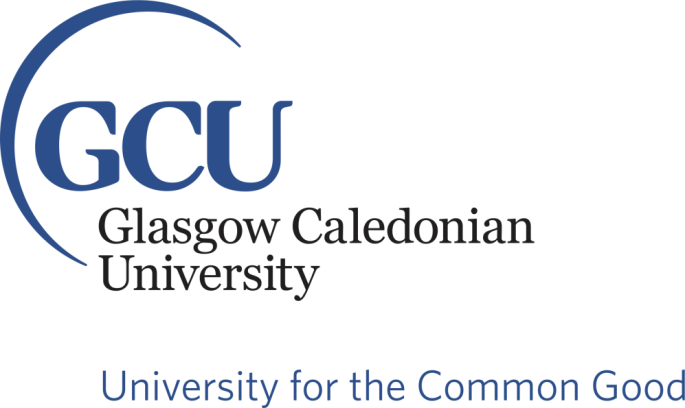 GCU
Glasgow Caledonian
University
University for the Common Good